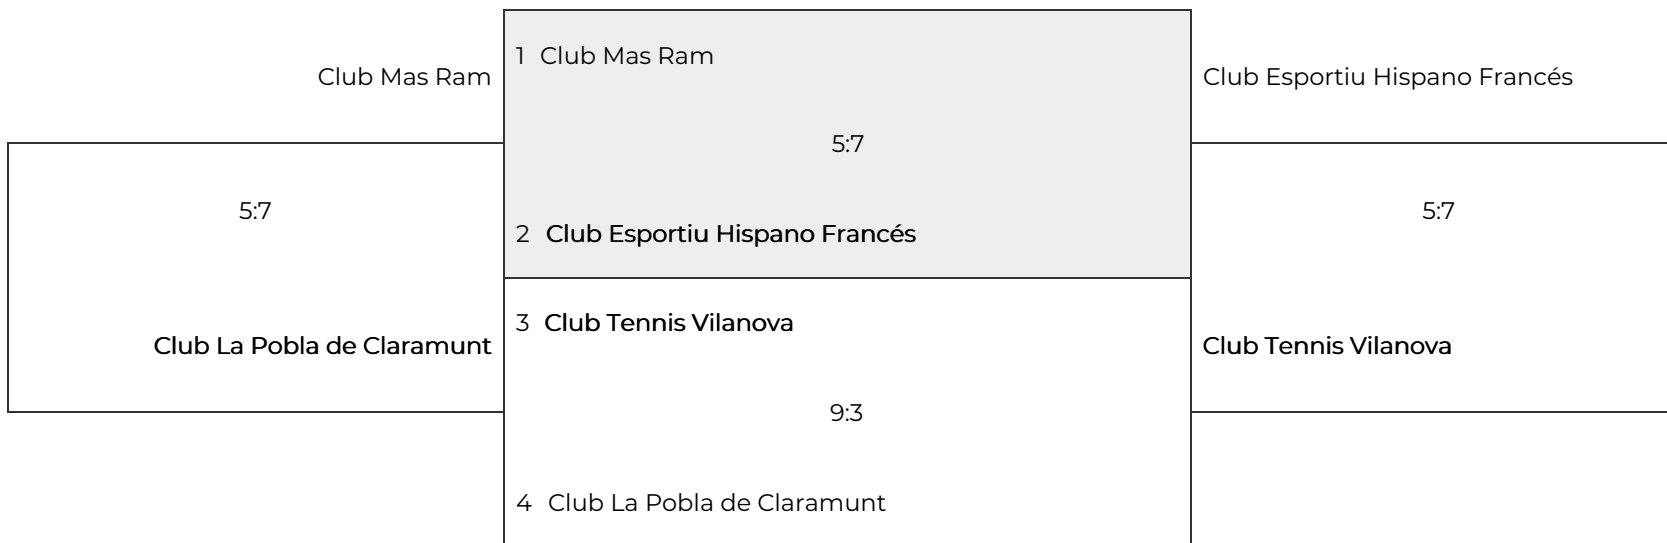 1 Club Mas Ram
Club Mas Ram
Club Esportiu Hispano Francés
5:7
5:7
5:7
2 Club Esportiu Hispano Francés
3 Club Tennis Vilanova
Club La Pobla de Claramunt
Club Tennis Vilanova
9:3
4 Club La Pobla de Claramunt